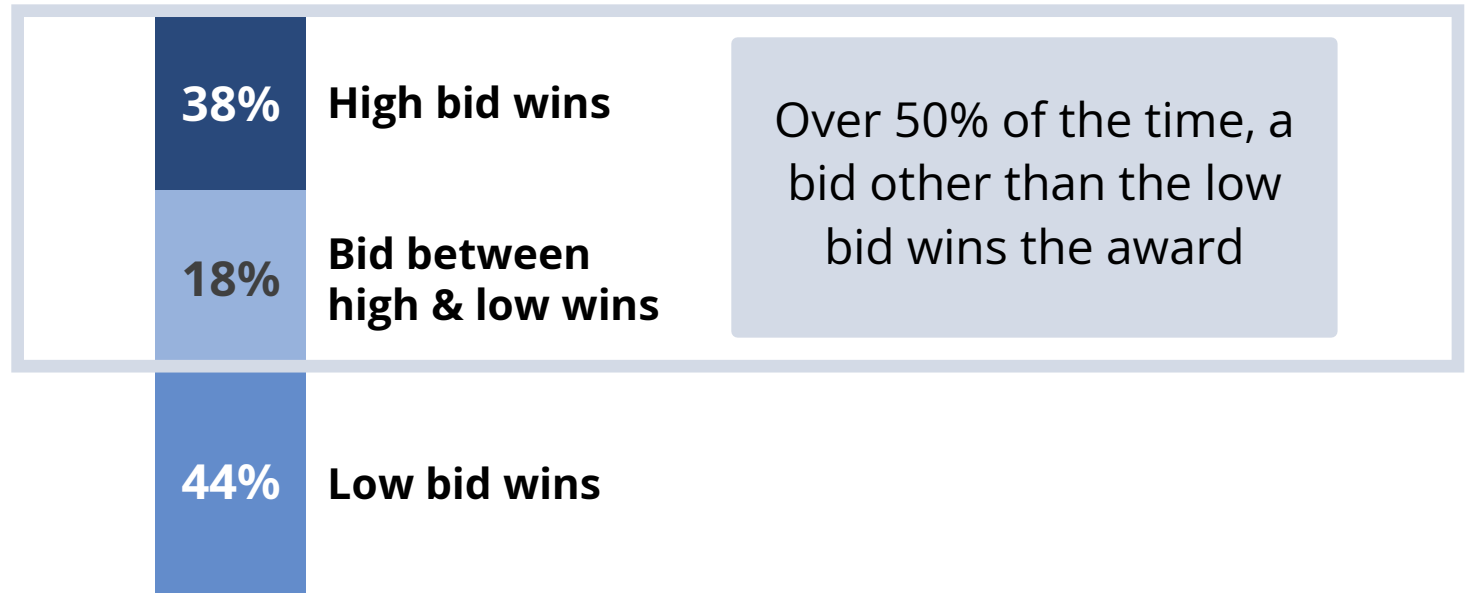 38%
High bid wins
Over 50% of the time, a
bid other than the low
bid wins the award
18%
Bid between
high & low wins
44%
Low bid wins